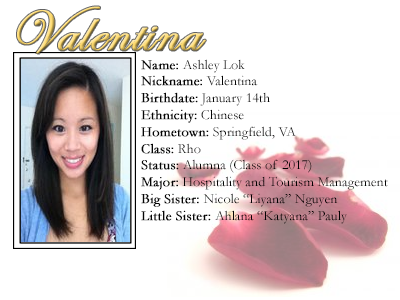 Valentina
Name: Ashley Lok
Nickname: Valentina
Birthdate: January 14th
Ethnicity: Chinese
Hometown: Springfield, VA
Class: Rho
Status: Alumna (Class of 2017)
Major: Hospitality and Tourism Management
Big Sister: Nicole “Liyana” Nguyen
Little Sister: Ahlana “Katyana” Pauly